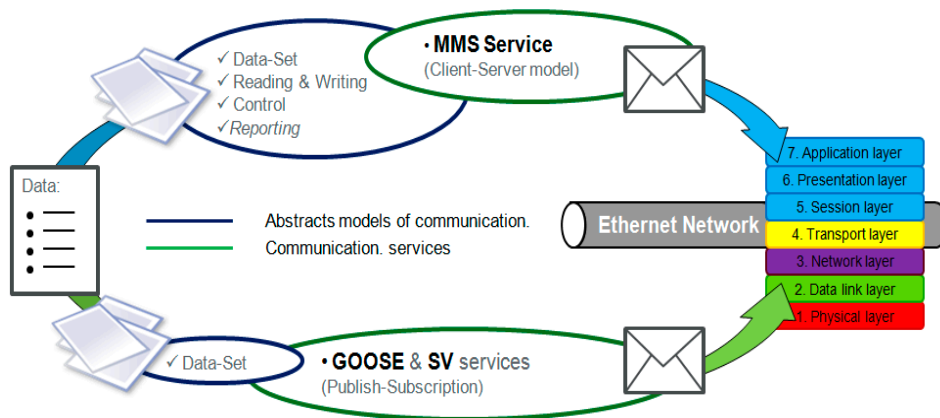 ✓ Data-Set
✓ Reading & Writing
✓ Control
✓ Reporting
• MMS Service
(Client-Server model)
Data:
Abstracts models of communication.
Communication. services
Ethernet Network
7. Application layer
6. Presentation layer
5. Session layer
4. Transport layer
3. Network layer
2. Data link layer
1. Physical layer
✓ Data-Set
• GOOSE & SV services
(Publish-Subscription)